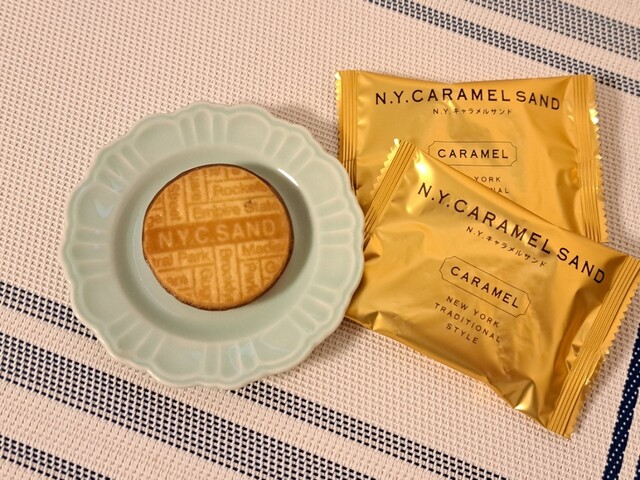 N.Y.C.SAND
Park
N.Y.CARAMEL SAND
N.Y.キャラメルサンド
CARAMEL
N.Y.CARAMEL SAND
N.Y.キャラメルサンド
CARAMEL
NEW YORK
TRADITIONAL
STYLE